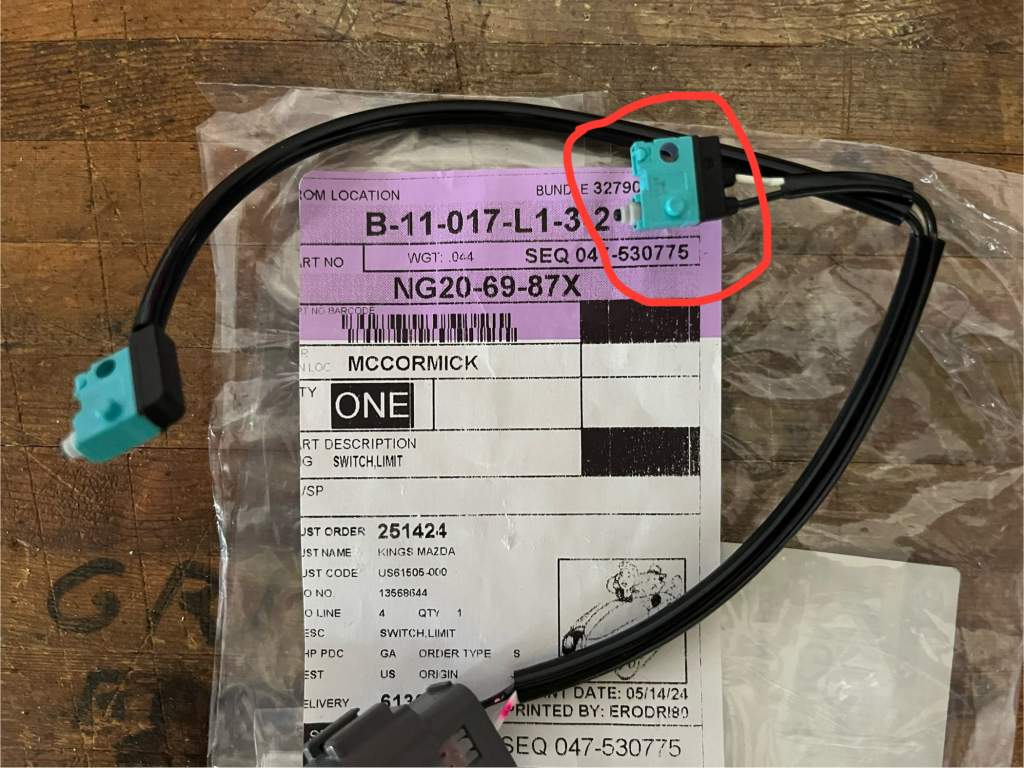 ROM LOCATION
BUNDLE 32790
B-11-017-L1-3
ART NO
WGT: .044
SEQ 047-530775
NG20-69-87X
T NO BARCODE
MCCORMICK
TY
ONE
ART DESCRIPTION
G SWITCH,LIMIT
/SP
UST ORDER 251424
UST NAME KINGS MAZDA
UST CODE US61505-000
O NO. 13568644
O LINE 4 QTY 1
ESC SWITCH,LIMIT
HP PDC GA ORDER TYPE S
EST US ORIGIN
ELIVERY 613
NT DATE: 05/14/24
PRINTED BY: ERODRI80
SEQ 047-530775